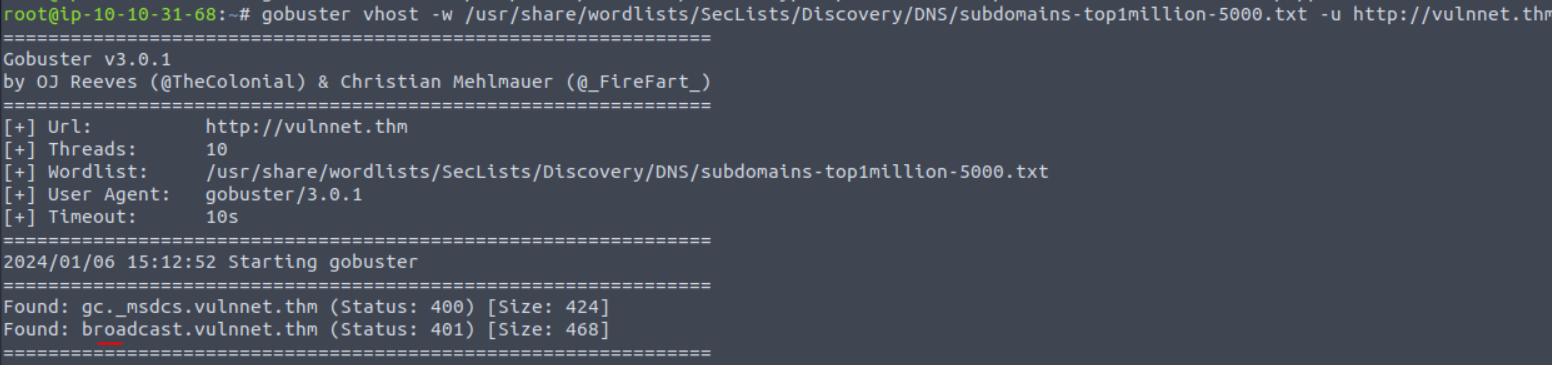 root@ip-10-10-31-68:~# gobuster vhost -w /usr/share/wordlists/SecLists/Discovery/DNS/subdomains-top1million-5000.txt -u http://vulnnet.thm
===============================================================
Gobuster v3.0.1
by OJ Reeves (@TheColonial) & Christian Mehlmauer (@_FireFart_)
===============================================================
[+] Url:          http://vulnnet.thm
[+] Threads:      10
[+] Wordlist:     /usr/share/wordlists/SecLists/Discovery/DNS/subdomains-top1million-5000.txt
[+] User Agent:   gobuster/3.0.1
[+] Timeout:      10s
===============================================================
2024/01/06 15:12:52 Starting gobuster
===============================================================
Found: gc._msdcs.vulnnet.thm (Status: 400) [Size: 424]
Found: broadcast.vulnnet.thm (Status: 401) [Size: 468]
===============================================================